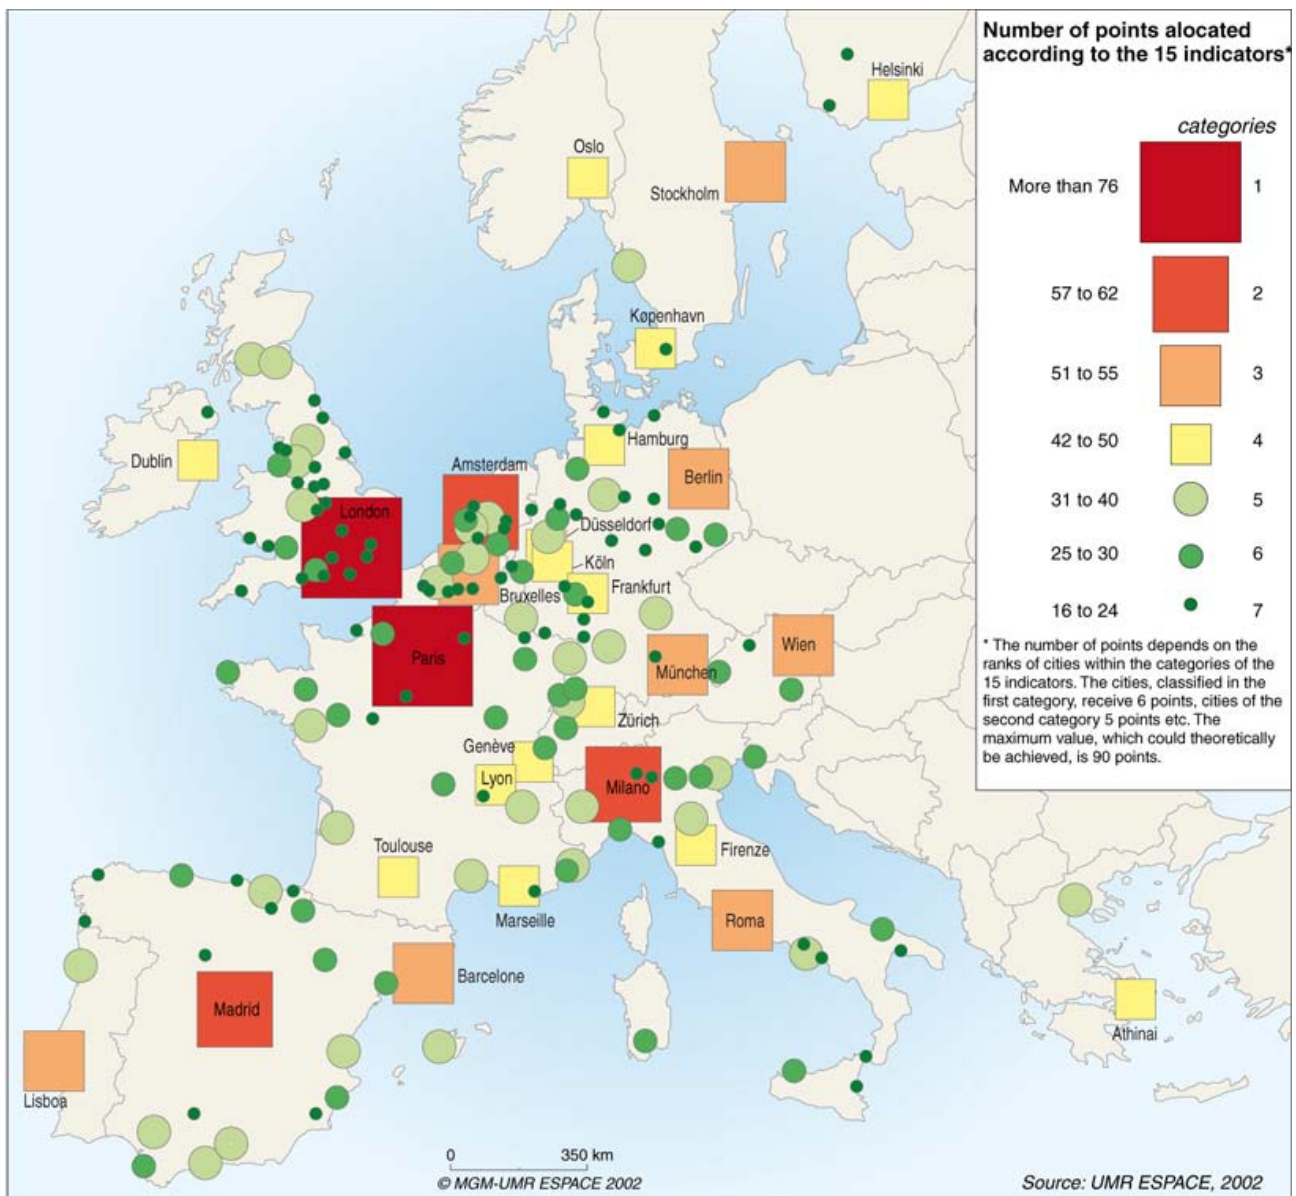 Number of points alocated
according to the 15 indicators*
categories
More than 76 1
57 to 62 2
51 to 55 3
42 to 50 4
31 to 40 5
25 to 30 6
16 to 24 7
* The number of points depends on the
ranks of cities within the categories of the
15 indicators. The cities, classified in the
first category, receive 6 points, cities of the
second category 5 points etc. The
maximum value, which could theoretically
be achieved, is 90 points.
Helsinki
Oslo
Stockholm
Køpenhavn
Hamburg
Dublin
Amsterdam
Berlin
London
Düsseldorf
Köln
Frankfurt
Bruxelles
Paris
Wien
München
Zürich
Genève
Lyon
Milano
Toulouse
Firenze
Marseille
Roma
Barcelone
Madrid
Athinai
Lisboa
0 350 km
© MGM-UMR ESPACE 2002
Source: UMR ESPACE, 2002